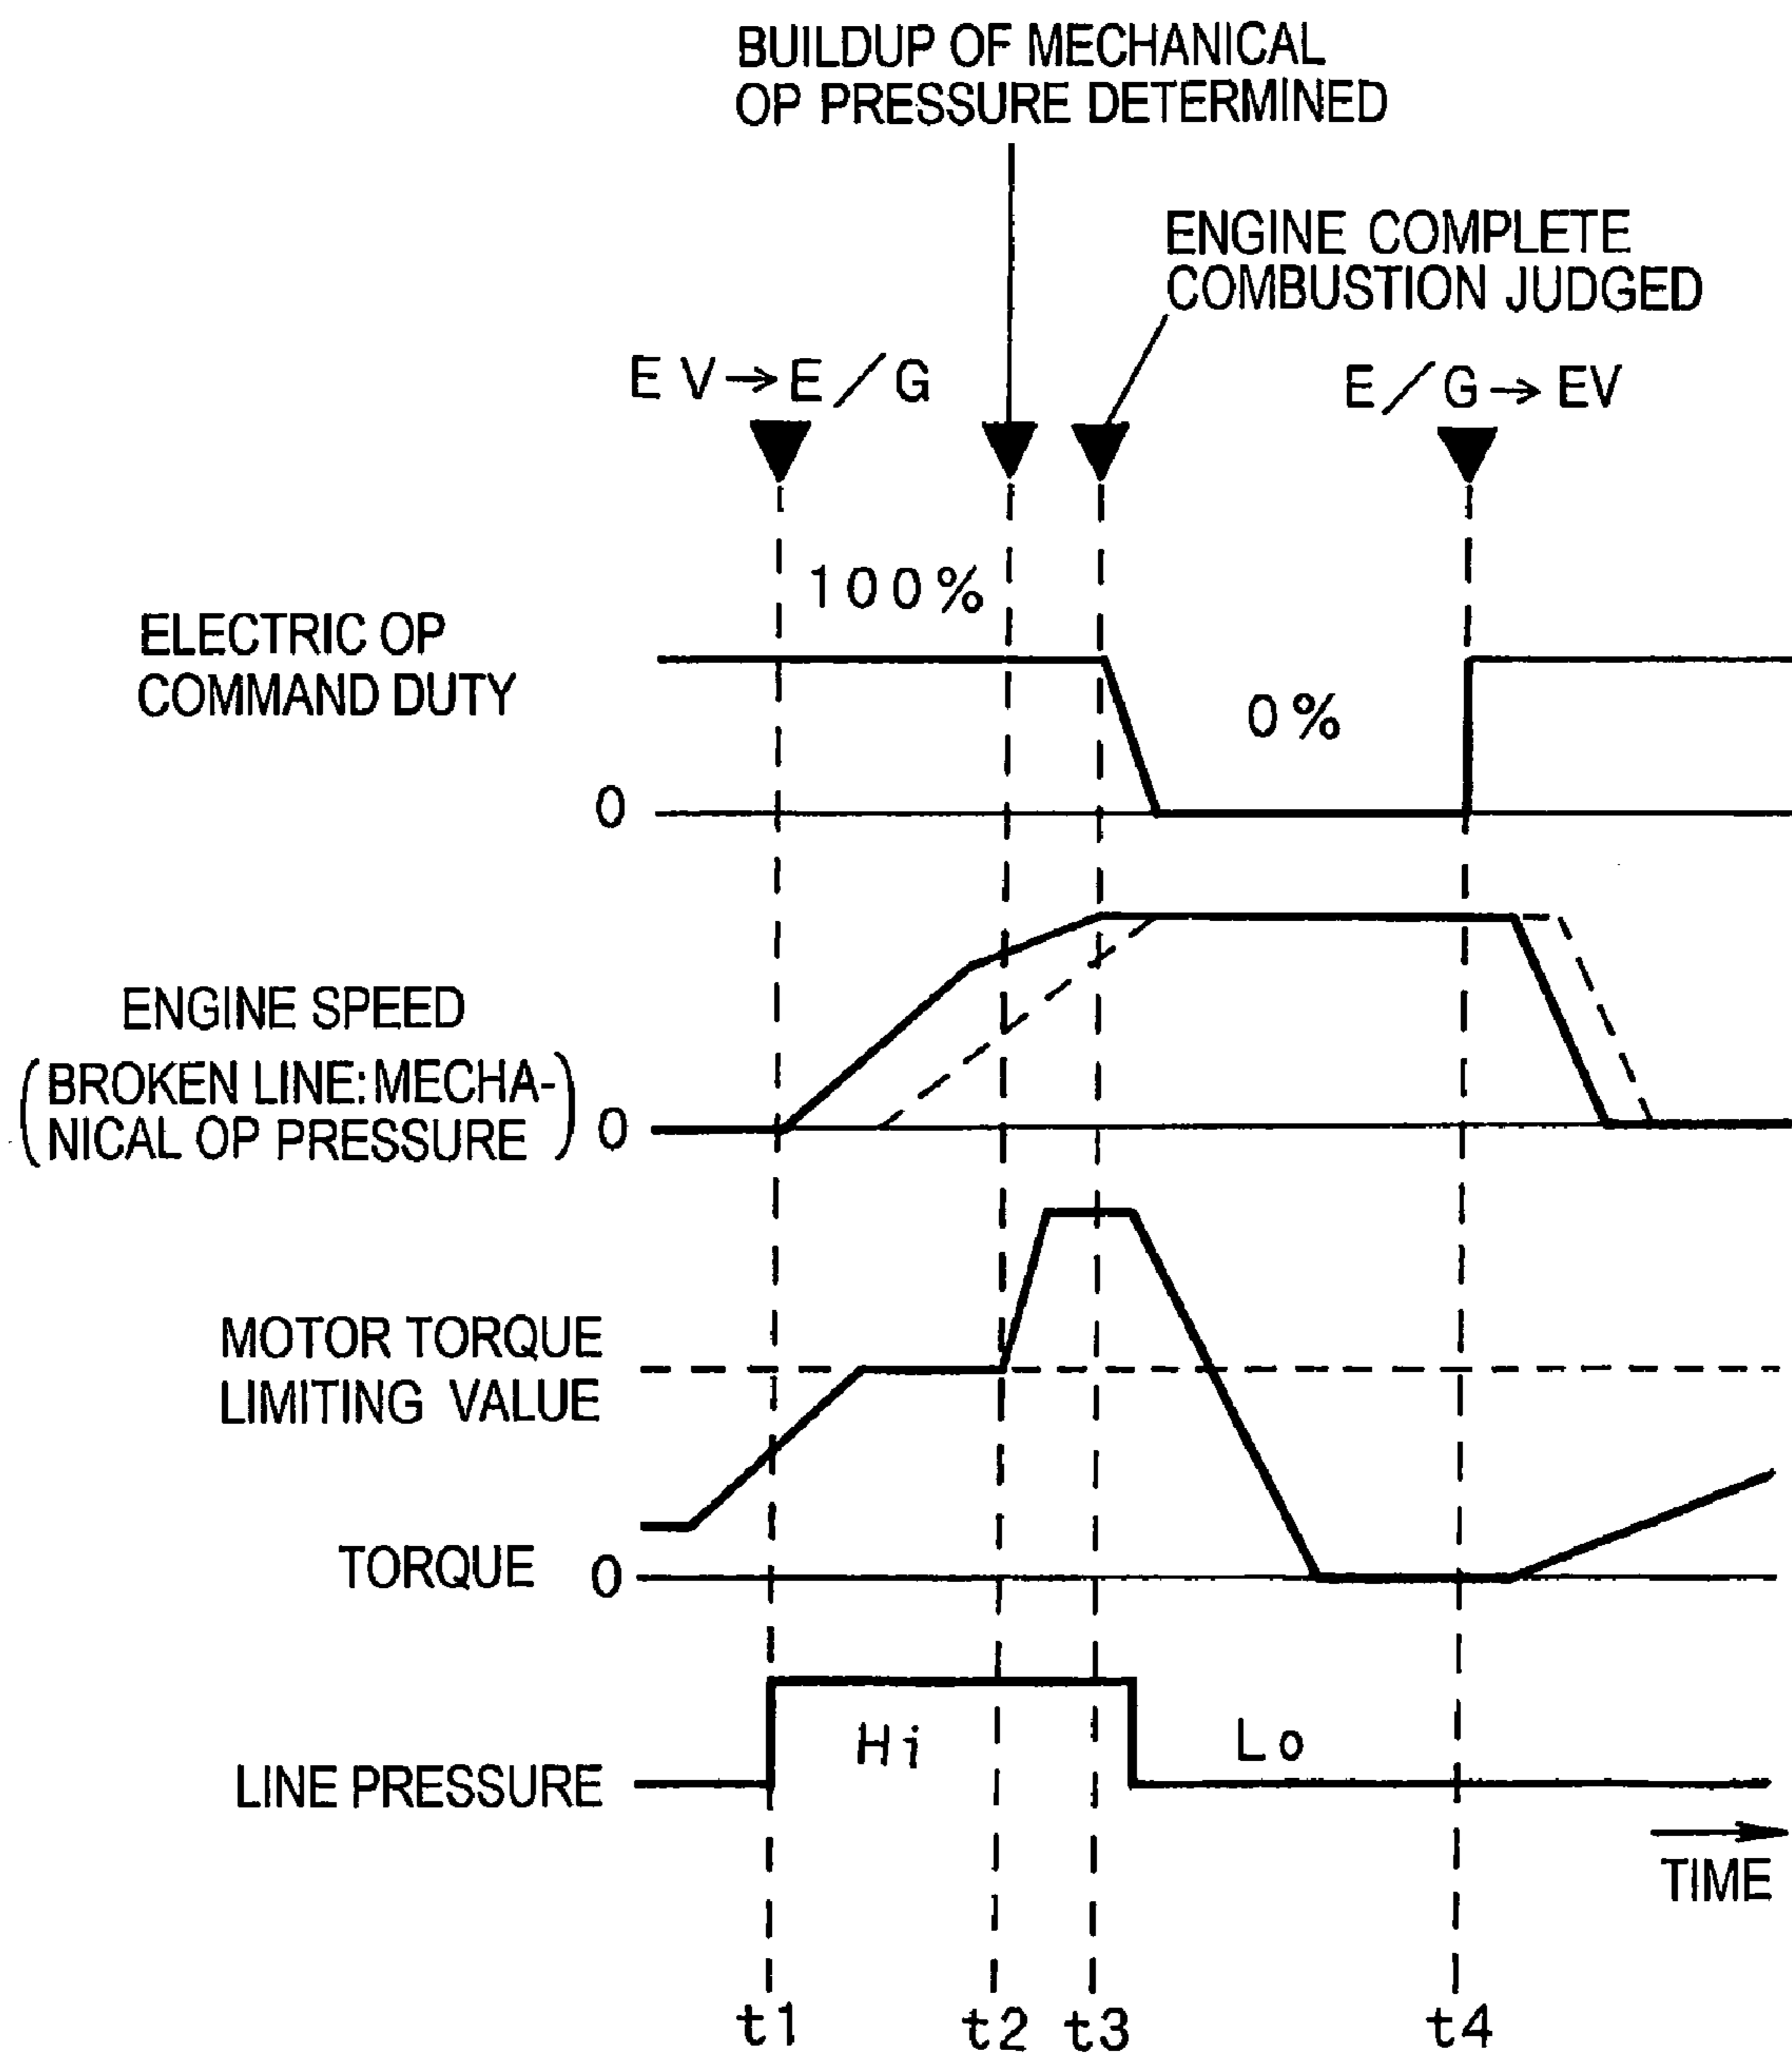 BUILDUP OF MECHANICAL
OP PRESSURE DETERMINED
ENGINE COMPLETE
COMBUSTION JUDGED
EV→E/G
E/G→EV
100%
ELECTRIC OP
COMMAND DUTY
0%
0
ENGINE SPEED
(BROKEN LINE: MECHA-
NICAL OP PRESSURE)
0
MOTOR TORQUE
LIMITING VALUE
TORQUE
0
Hi
Lo
LINE PRESSURE
TIME
t1
t2
t3
t4